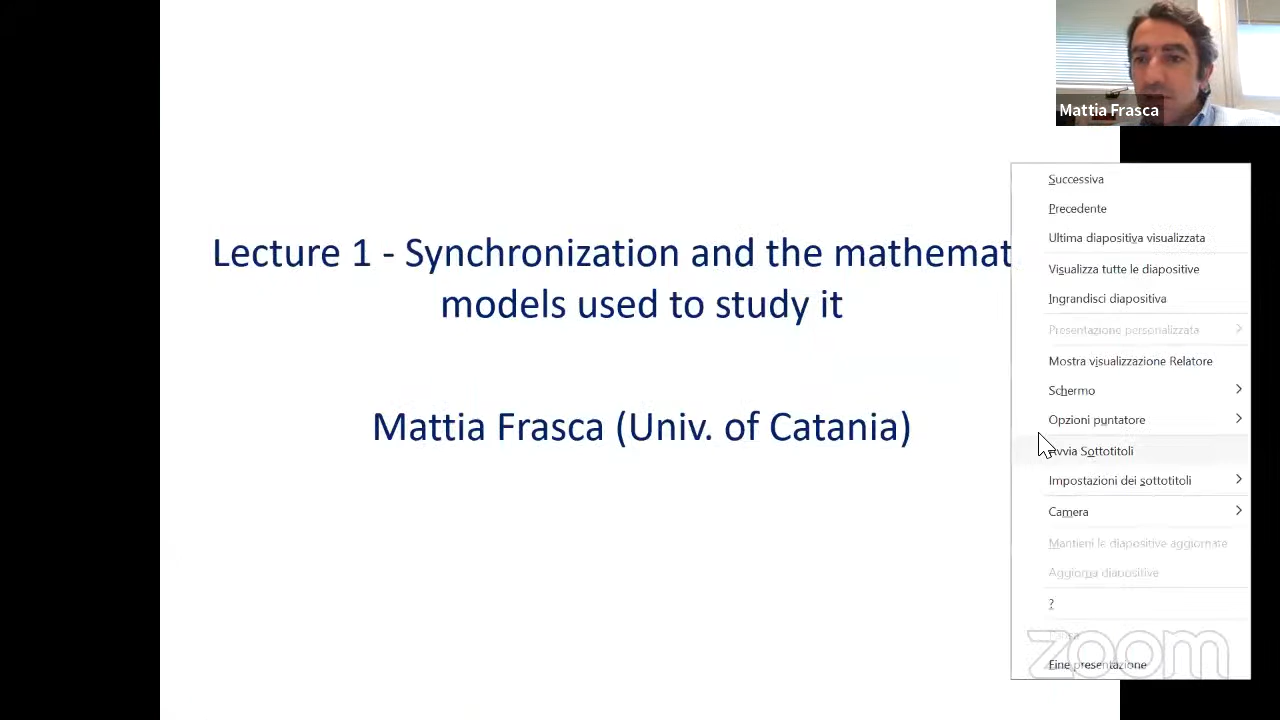 Mattia Frasca
Lecture 1 - Synchronization and the mathemat
models used to study it
Mattia Frasca (Univ. of Catania)
Successiva
Precedente
Ultima diapositiva visualizzata
Visualizza tutte le diapositive
Ingrandisci diapositiva
Presentazione personalizzata
Mostra visualizzazione Relatore
Schermo
Opzioni puntatore
Avvia Sottotitoli
Impostazioni dei sottotitoli
Camera
Mantieni le diapositive aggiornate
Aggiorna diapositive
?
zoom
Fine presentazione